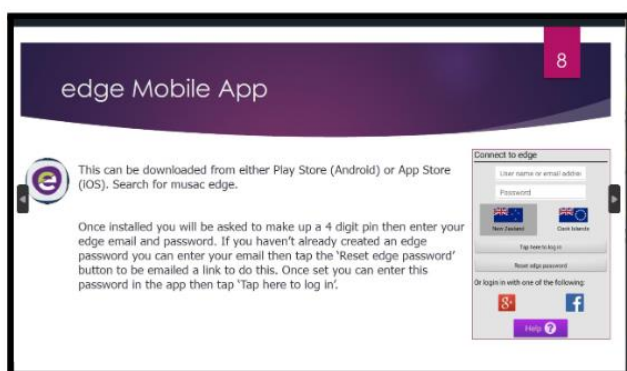 8
edge Mobile App
This can be downloaded from either Play Store (Android) or App Store
(iOS). Search for musac edge.
Once installed you will be asked to make up a 4 digit pin then enter your
edge email and password. If you haven't already created an edge
password you can enter your email then tap the 'Reset edge password'
button to be emailed a link to do this. Once set you can enter this
password in the app then tap 'Tap here to log in'.
Connect to edge
User name or email addre
Password
New Zealand
Cook Islands
Tap here to log in
Reset edge password
Or login in with one of the following:
Help ?